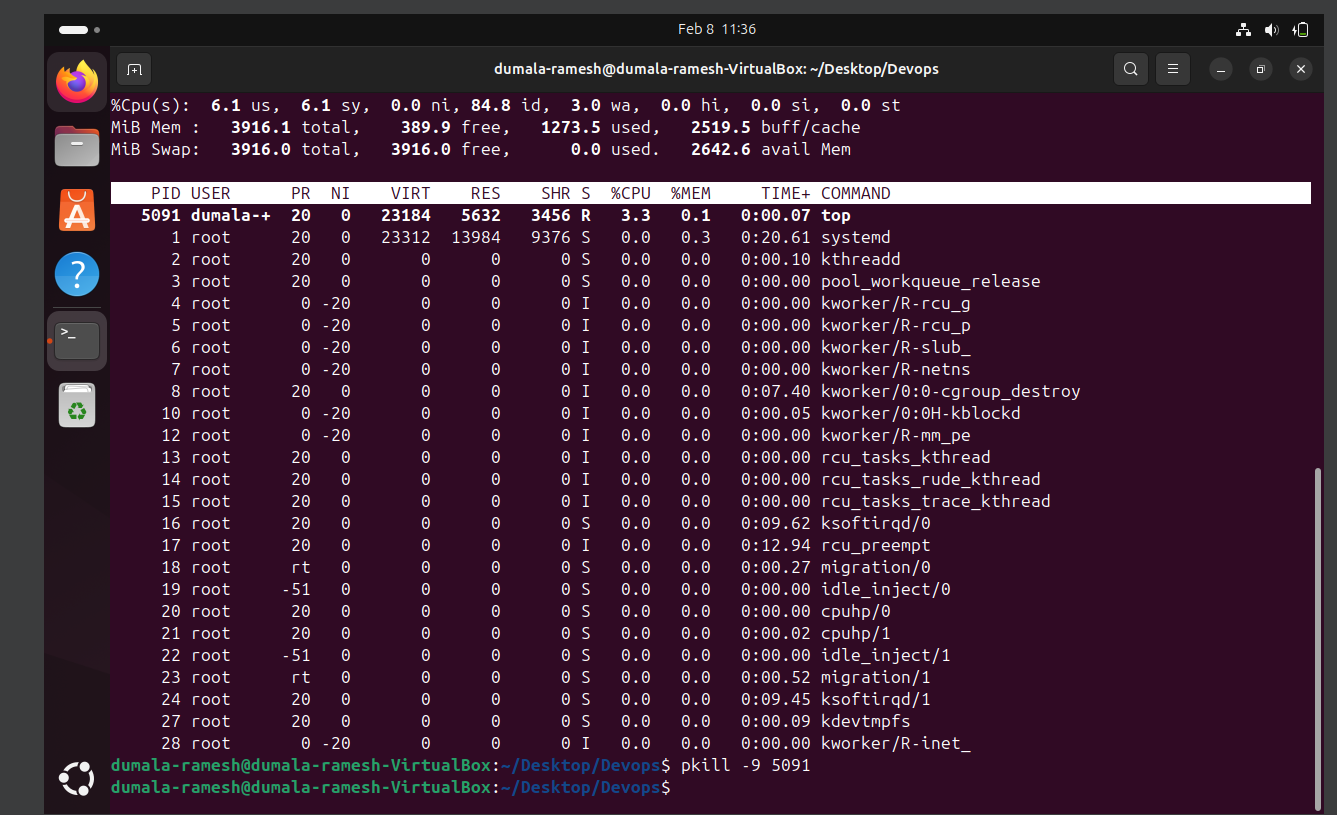 Feb 8 11:36
dumala-ramesh@dumala-ramesh-VirtualBox: ~/Desktop/Devops
%Cpu(s):  6.1 us,  6.1 sy,  0.0 ni, 84.8 id,  3.0 wa,  0.0 hi,  0.0 si,  0.0 st
MiB Mem :   3916.1 total,    389.9 free,   1273.5 used,   2519.5 buff/cache
MiB Swap:   3916.0 total,   3916.0 free,      0.0 used.   2642.6 avail Mem
PID USER      PR  NI    VIRT    RES    SHR S  %CPU  %MEM     TIME+ COMMAND
5091 dumala-+  20   0   23184   5632   3456 R   3.3   0.1   0:00.07 top
1 root      20   0   23312  13984   9376 S   0.0   0.3   0:20.61 systemd
2 root      20   0       0      0      0 S   0.0   0.0   0:00.10 kthreadd
3 root      20   0       0      0      0 S   0.0   0.0   0:00.00 pool_workqueue_release
4 root       0 -20       0      0      0 I   0.0   0.0   0:00.00 kworker/R-rcu_g
5 root       0 -20       0      0      0 I   0.0   0.0   0:00.00 kworker/R-rcu_p
6 root       0 -20       0      0      0 I   0.0   0.0   0:00.00 kworker/R-slub_
7 root       0 -20       0      0      0 I   0.0   0.0   0:00.00 kworker/R-netns
8 root      20   0       0      0      0 I   0.0   0.0   0:07.40 kworker/0:0-cgroup_destroy
10 root       0 -20       0      0      0 I   0.0   0.0   0:00.05 kworker/0:0H-kblockd
12 root       0 -20       0      0      0 I   0.0   0.0   0:00.00 kworker/R-mm_pe
13 root      20   0       0      0      0 I   0.0   0.0   0:00.00 rcu_tasks_kthread
14 root      20   0       0      0      0 I   0.0   0.0   0:00.00 rcu_tasks_rude_kthread
15 root      20   0       0      0      0 I   0.0   0.0   0:00.00 rcu_tasks_trace_kthread
16 root      20   0       0      0      0 S   0.0   0.0   0:09.62 ksoftirqd/0
17 root      20   0       0      0      0 I   0.0   0.0   0:12.94 rcu_preempt
18 root      rt   0       0      0      0 S   0.0   0.0   0:00.27 migration/0
19 root     -51   0       0      0      0 S   0.0   0.0   0:00.00 idle_inject/0
20 root      20   0       0      0      0 S   0.0   0.0   0:00.00 cpuhp/0
21 root      20   0       0      0      0 S   0.0   0.0   0:00.02 cpuhp/1
22 root     -51   0       0      0      0 S   0.0   0.0   0:00.00 idle_inject/1
23 root      rt   0       0      0      0 S   0.0   0.0   0:00.52 migration/1
24 root      20   0       0      0      0 S   0.0   0.0   0:09.45 ksoftirqd/1
27 root      20   0       0      0      0 S   0.0   0.0   0:00.09 kdevtmpfs
28 root       0 -20       0      0      0 I   0.0   0.0   0:00.00 kworker/R-inet_
dumala-ramesh@dumala-ramesh-VirtualBox:~/Desktop/Devops$ pkill -9 5091
dumala-ramesh@dumala-ramesh-VirtualBox:~/Desktop/Devops$